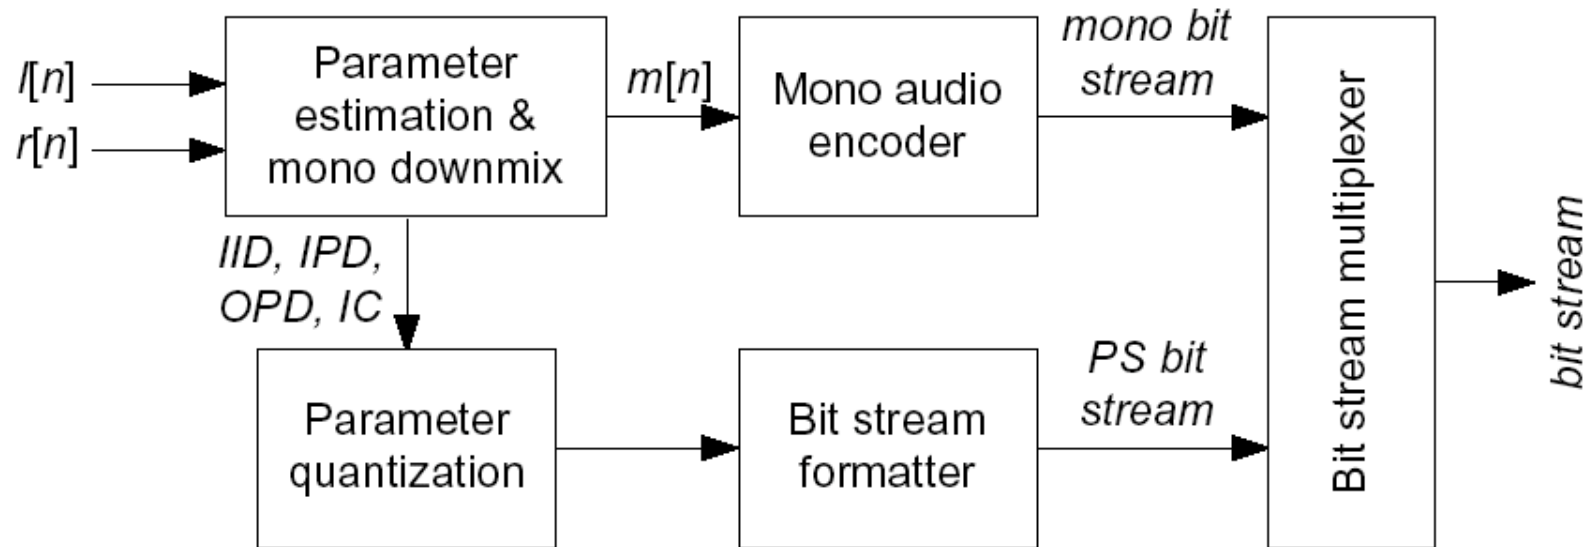 l[n]
r[n]
Parameter
estimation &
mono downmix
m[n]
Mono audio
encoder
mono bit
stream
Bit stream multiplexer
bit stream
IID, IPD,
OPD, IC
Parameter
quantization
Bit stream
formatter
PS bit
stream